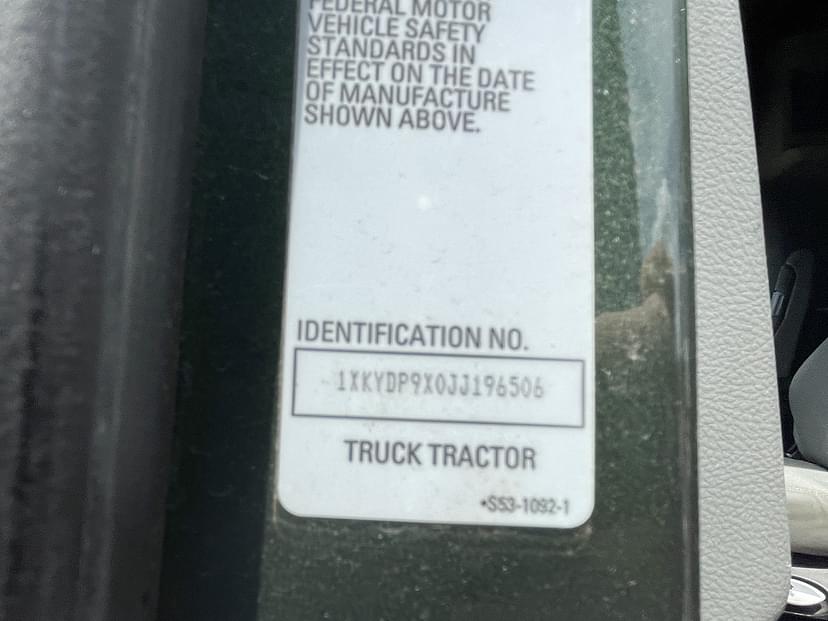 FEDERAL MOTOR
VEHICLE SAFETY
STANDARDS IN
EFFECT ON THE DATE
OF MANUFACTURE
SHOWN ABOVE.
IDENTIFICATION NO.
1XKYDP9X0JJ196506
TRUCK TRACTOR
•S53-1092-1